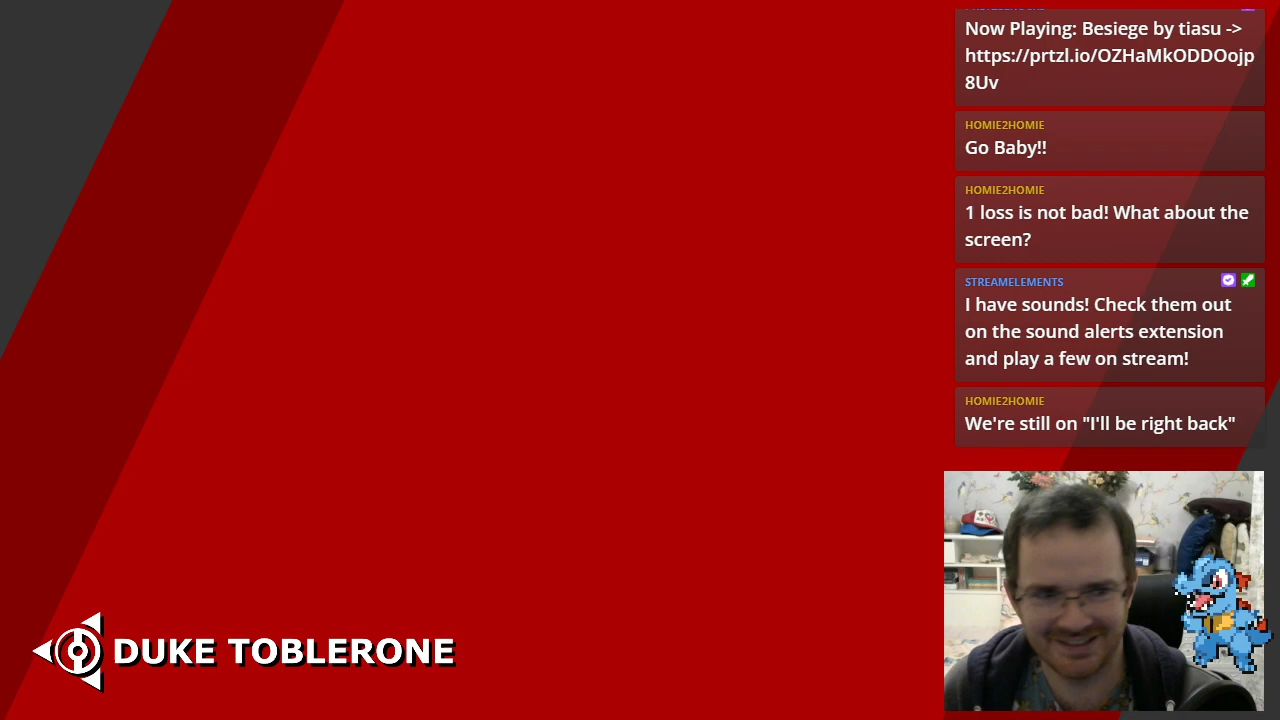 Now Playing: Besiege by tiasu ->
https://prtzl.io/OZHaMkODDOojp
8Uv
HOMIE2HOMIE
Go Baby!!
HOMIE2HOMIE
1 loss is not bad! What about the
screen?
STREAMELEMENTS
I have sounds! Check them out
on the sound alerts extension
and play a few on stream!
HOMIE2HOMIE
We're still on "I'll be right back"
DUKE TOBLERONE